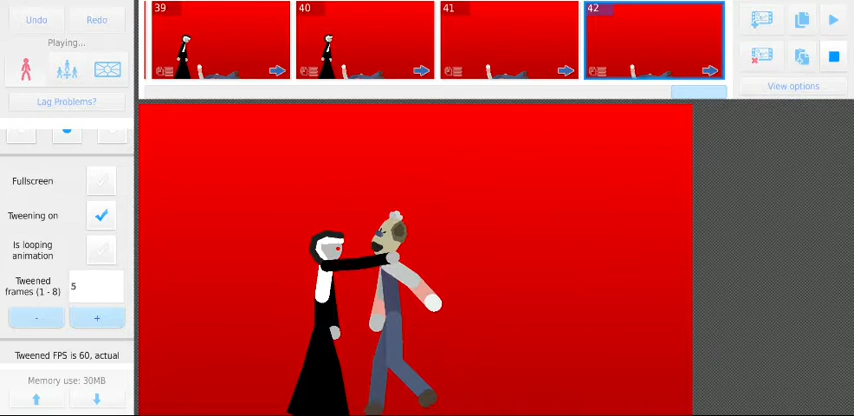 Undo Redo
Playing...
Lag Problems?
Fullscreen
Tweening on
Is looping
animation
Tweened
frames (1 - 8)
5
- +
Tweened FPS is 60, actual
Memory use: 30MB
39 40 41 42
View options